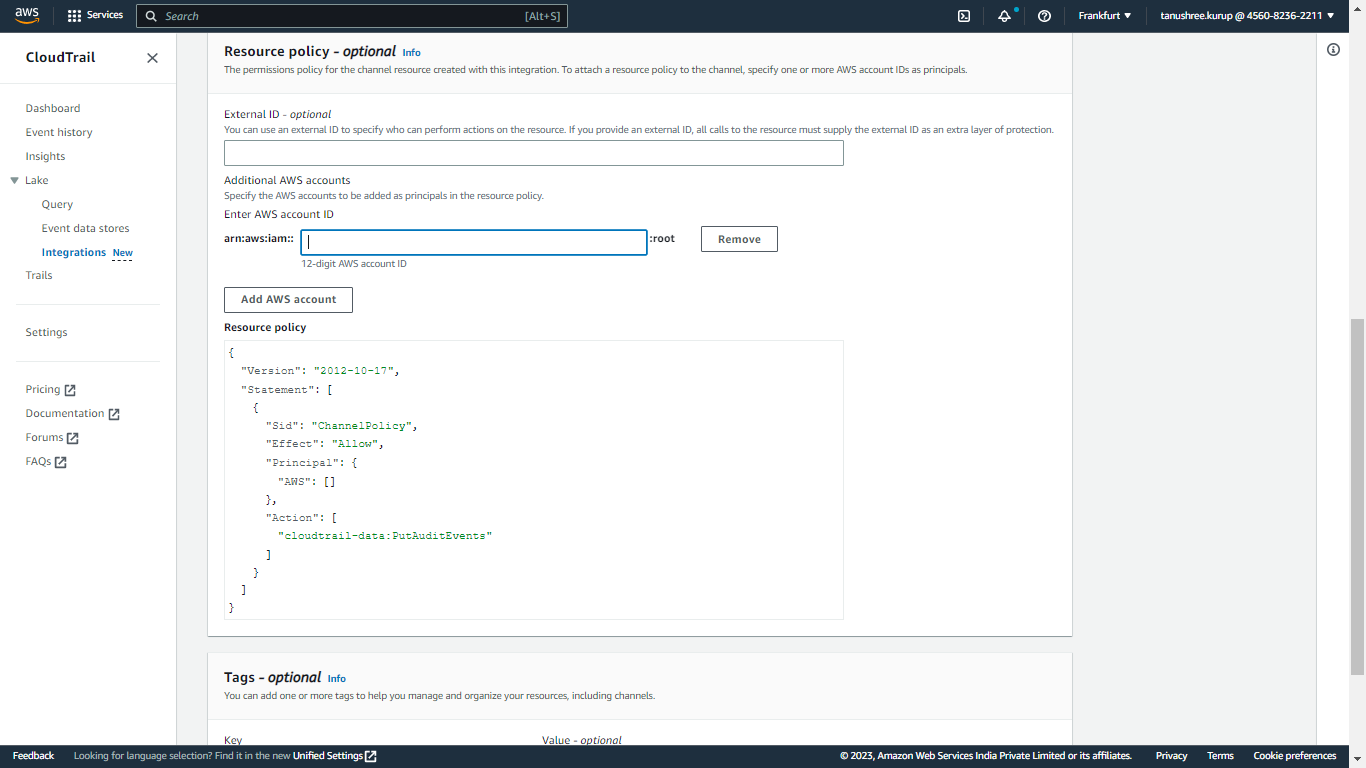 aws Services Search [Alt+S] Frankfurt ▼ tanushree.kurup @ 4560-8236-2211 ▼
CloudTrail
Dashboard
Event history
Insights
Lake
Query
Event data stores
Integrations New
Trails
Settings
Pricing
Documentation
Forums
FAQs
Resource policy - optional Info
The permissions policy for the channel resource created with this integration. To attach a resource policy to the channel, specify one or more AWS account IDs as principals.
External ID - optional
You can use an external ID to specify who can perform actions on the resource. If you provide an external ID, all calls to the resource must supply the external ID as an extra layer of protection.
Additional AWS accounts
Specify the AWS accounts to be added as principals in the resource policy.
Enter AWS account ID
arn:aws:iam:: :root Remove
12-digit AWS account ID
Add AWS account
Resource policy
{
"Version": "2012-10-17",
"Statement": [
{
"Sid": "ChannelPolicy",
"Effect": "Allow",
"Principal": {
"AWS": []
},
"Action": [
"cloudtrail-data:PutAuditEvents"
]
}
]
}
Tags - optional Info
You can add one or more tags to help you manage and organize your resources, including channels.
Key Value - optional
Feedback Looking for language selection? Find it in the new Unified Settings © 2023, Amazon Web Services India Private Limited or its affiliates. Privacy Terms Cookie preferences